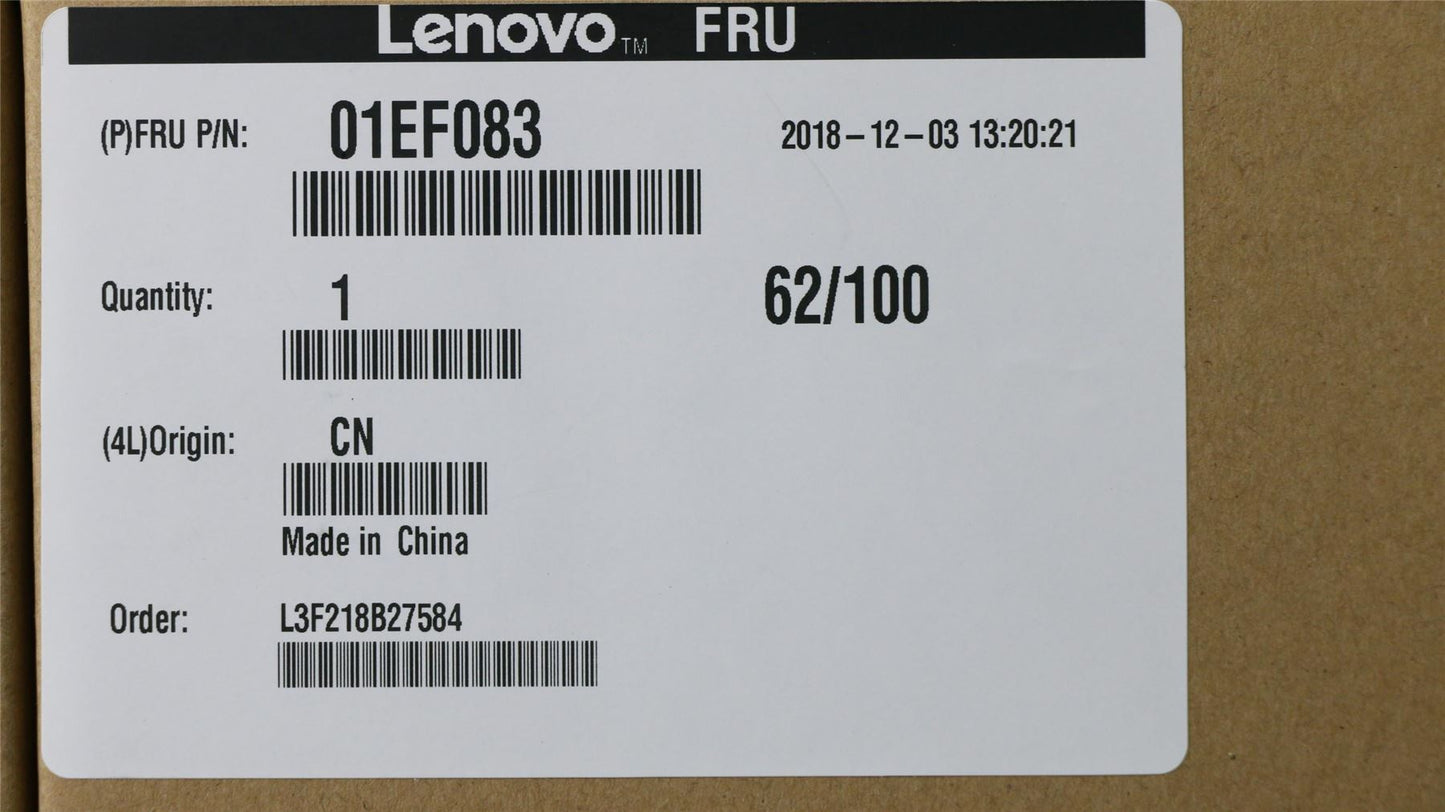 Lenovo™ FRU
(P)FRU P/N: 01EF083 2018-12-03 13:20:21
Quantity: 1 62/100
(4L)Origin: CN
Made in China
Order: L3F218B27584